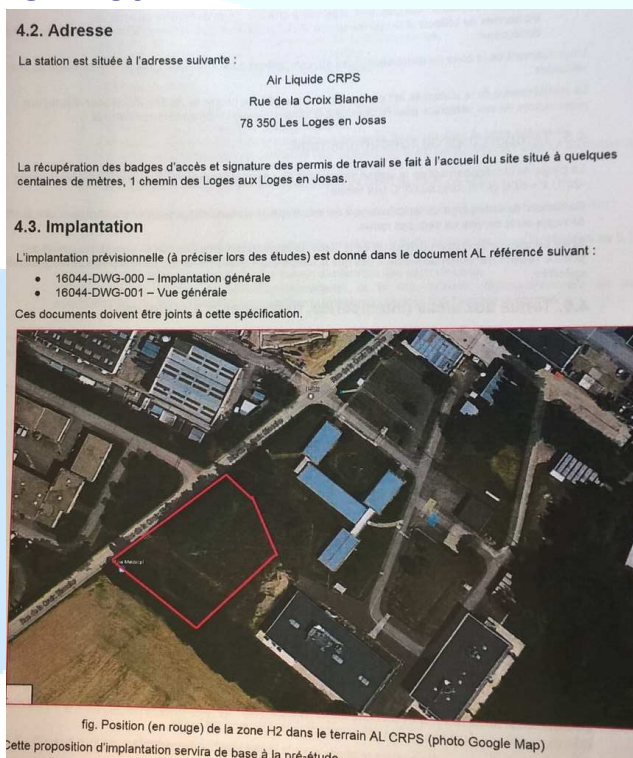 4.2. Adresse
La station est située à l'adresse suivante :
Air Liquide CRPS
Rue de la Croix Blanche
78 350 Les Loges en Josas
La récupération des badges d'accès et signature des permis de travail se fait à l'accueil du site situé à quelques
centaines de mètres, 1 chemin des Loges aux Loges en Josas.
4.3. Implantation
L'implantation prévisionnelle (à préciser lors des études) est donné dans le document AL référencé suivant :
• 16044-DWG-000 – Implantation générale
• 16044-DWG-001 – Vue générale
Ces documents doivent être joints à cette spécification.
Rue de la Croix Blanche
fig. Position (en rouge) de la zone H2 dans le terrain AL CRPS (photo Google Map)
Cette proposition d'implantation servira de base à la pré-étude